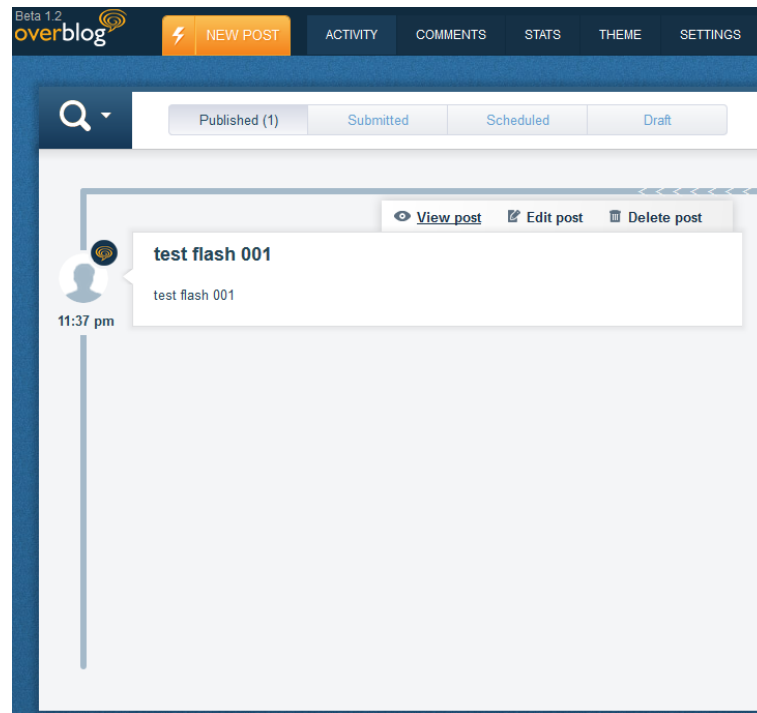 Beta 1.2
overblog
NEW POST ACTIVITY COMMENTS STATS THEME SETTINGS
Published (1) Submitted Scheduled Draft
View post Edit post Delete post
test flash 001
test flash 001
11:37 pm